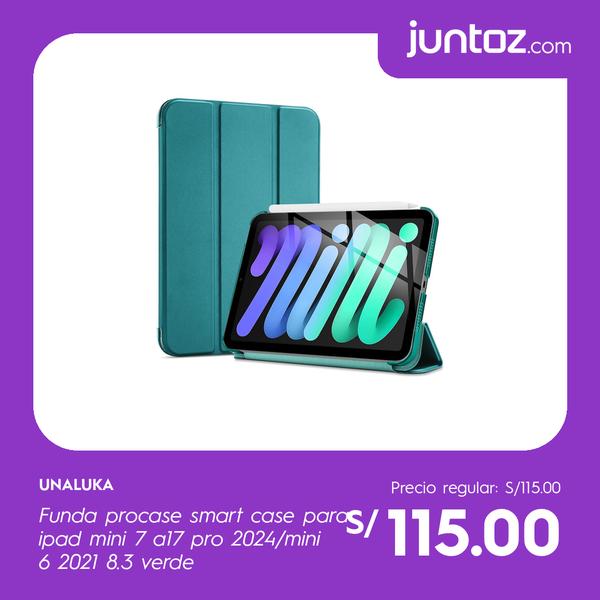 juntoz.com
UNALUKA
Funda procase smart case para
ipad mini 7 a17 pro 2024/mini
6 2021 8.3 verde
Precio regular: S/115.00
S/ 115.00